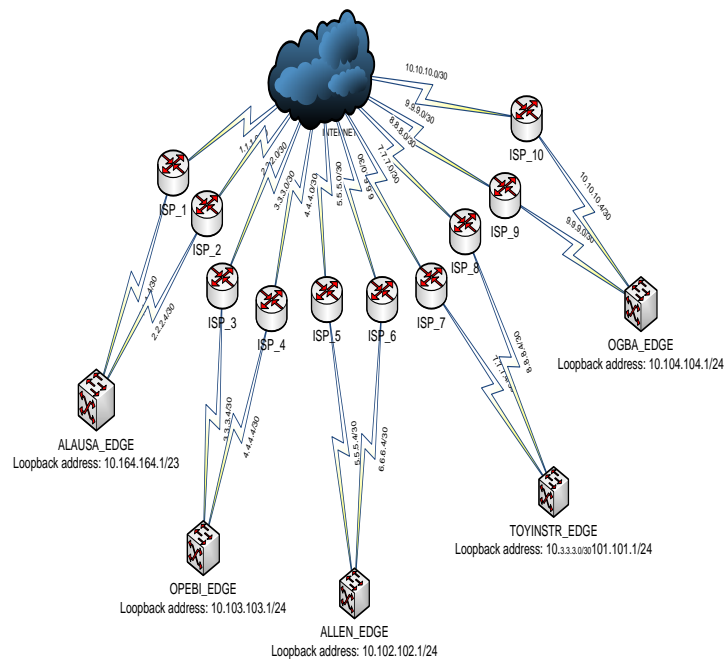 10.10.10.0/30
9.9.9.0/30
8.8.8.0/30
7.7.7.0/30
6.6.6.0/30
5.5.5.0/30
4.4.4.0/30
3.3.3.0/30
2.2.2.0/30
INTERNET
ISP_10
ISP_1
ISP_9
ISP_2
ISP_8
ISP_3
ISP_4
ISP_5
ISP_6
ISP_7
10.10.10.4/30
9.9.9.0/30
8.8.8.4/30
2.2.2.4/30
3.3.3.4/30
4.4.4.4/30
5.5.5.4/30
6.6.6.4/30
OGBA_EDGE
Loopback address: 10.104.104.1/24
ALAUSA_EDGE
Loopback address: 10.164.164.1/23
TOYINSTR_EDGE
Loopback address: 10.3.3.3.0/30101.101.1/24
OPEBI_EDGE
Loopback address: 10.103.103.1/24
ALLEN_EDGE
Loopback address: 10.102.102.1/24